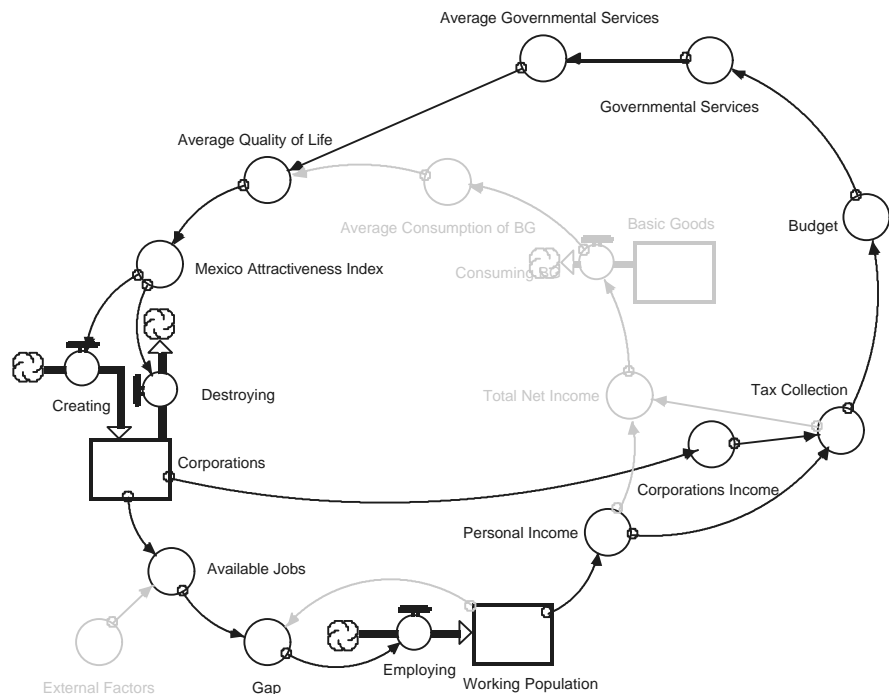 Average Governmental Services
Governmental Services
Average Quality of Life
Average Consumption of BG
Basic Goods
Budget
Mexico Attractiveness Index
Consuming BG
Creating
Destroying
Total Net Income
Tax Collection
Corporations
Corporations Income
Personal Income
Available Jobs
External Factors
Gap
Employing
Working Population